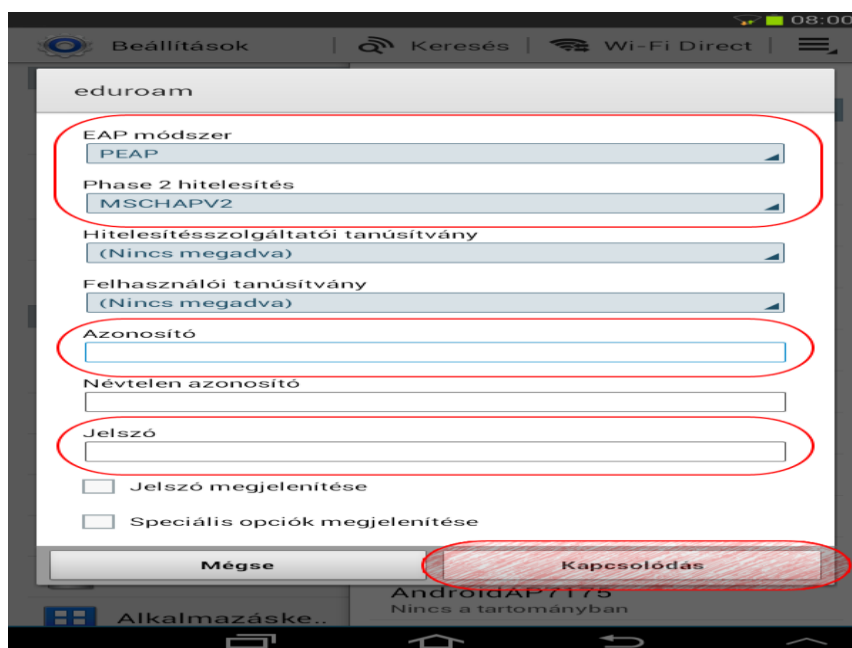 08:00
Beállítások
Keresés
Wi-Fi Direct
eduroam
EAP módszer
PEAP
Phase 2 hitelesítés
MSCHAPV2
Hitelesítésszolgáltatói tanúsítvány
(Nincs megadva)
Felhasználói tanúsítvány
(Nincs megadva)
Azonosító
Névtelen azonosító
Jelszó
Jelszó megjelenítése
Speciális opciók megjelenítése
Mégse
Kapcsolódás
AndroidAP7175
Nincs a tartományban
Alkalmazáske..